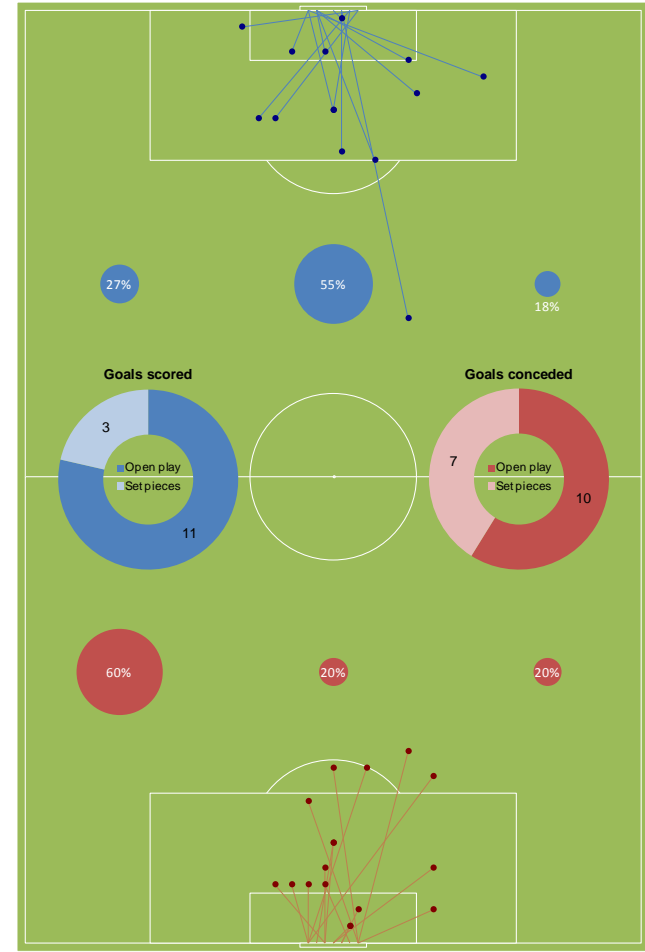 27%
55%
18%
Goals scored
Goals conceded
3
Open play
Set pieces
11
7
Open play
Set pieces
10
60%
20%
20%